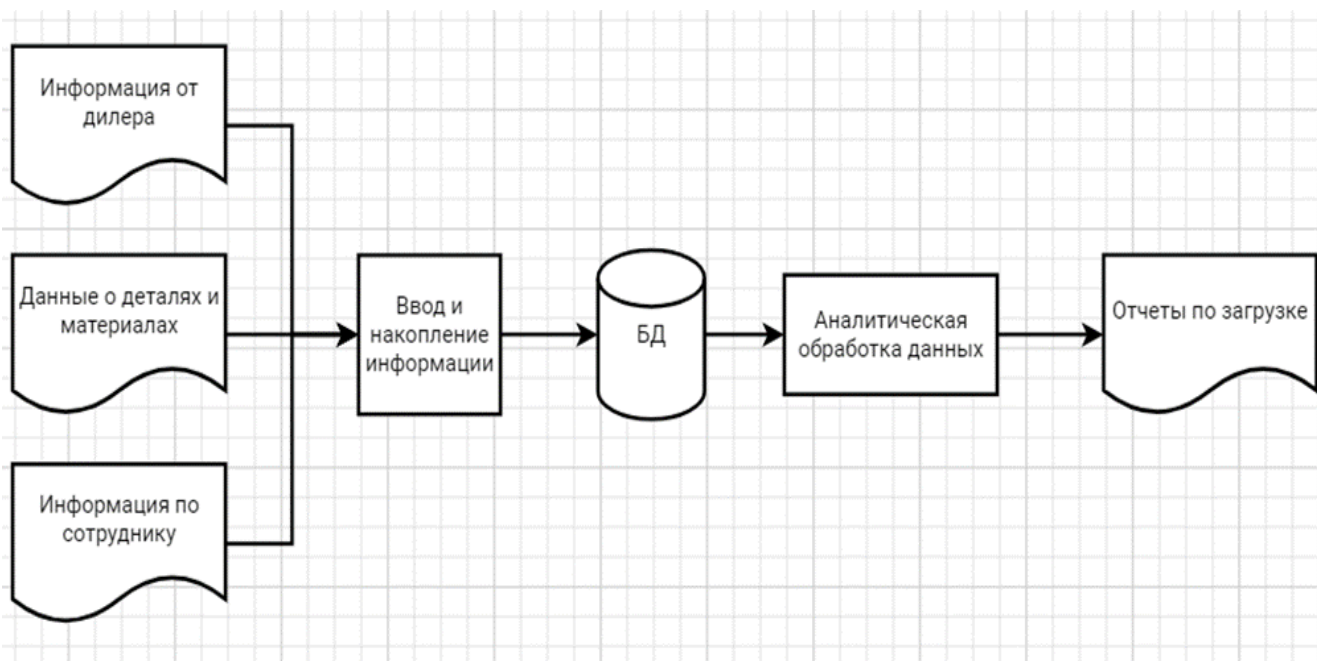 Информация от
дилера
Данные о деталях и
материалах
Информация по
сотруднику
Ввод и
накопление
информации
БД
Аналитическая
обработка данных
Отчеты по загрузке